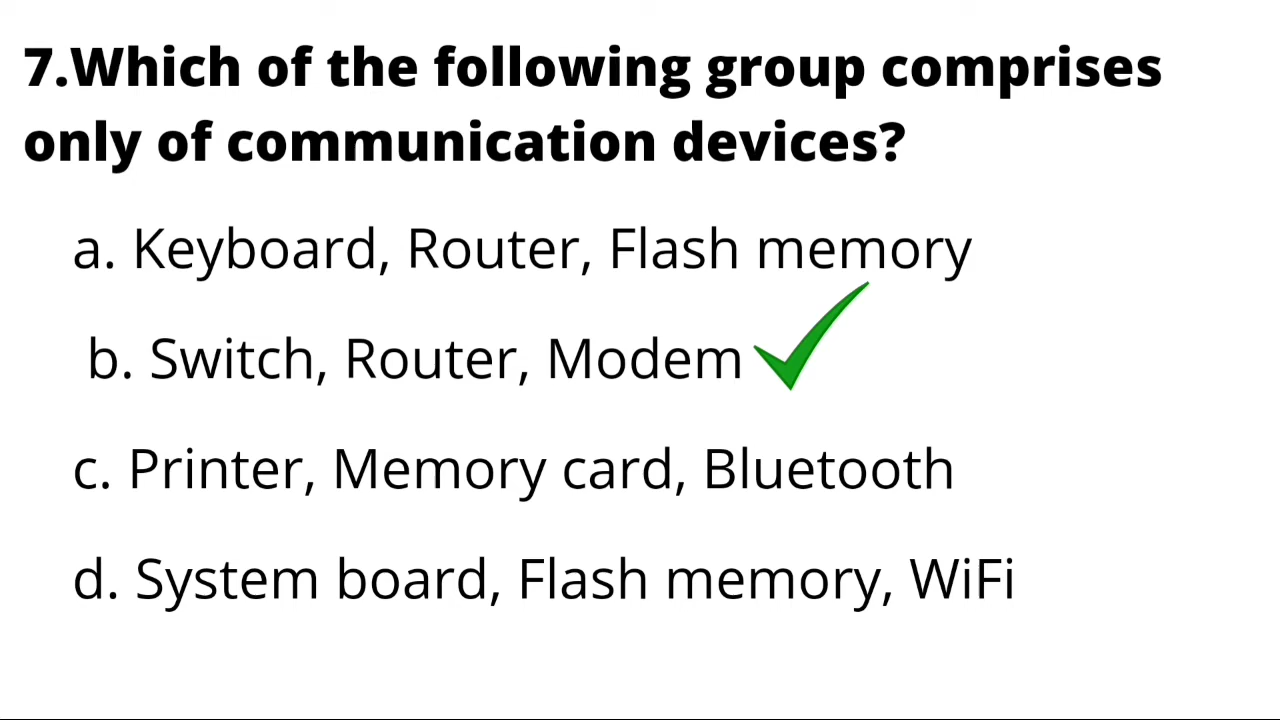 7.Which of the following group comprises
only of communication devices?
a. Keyboard, Router, Flash memory
b. Switch, Router, Modem
c. Printer, Memory card, Bluetooth
d. System board, Flash memory, WiFi